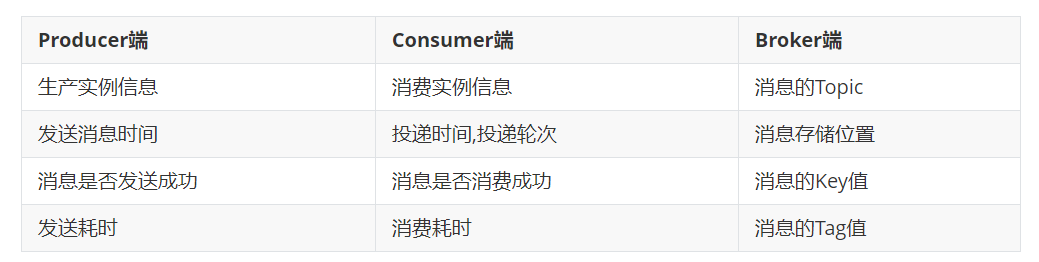 Producer端 Consumer端 Broker端
生产实例信息 消费实例信息 消息的Topic
发送消息时间 投递时间,投递轮次 消息存储位置
消息是否发送成功 消息是否消费成功 消息的Key值
发送耗时 消费耗时 消息的Tag值